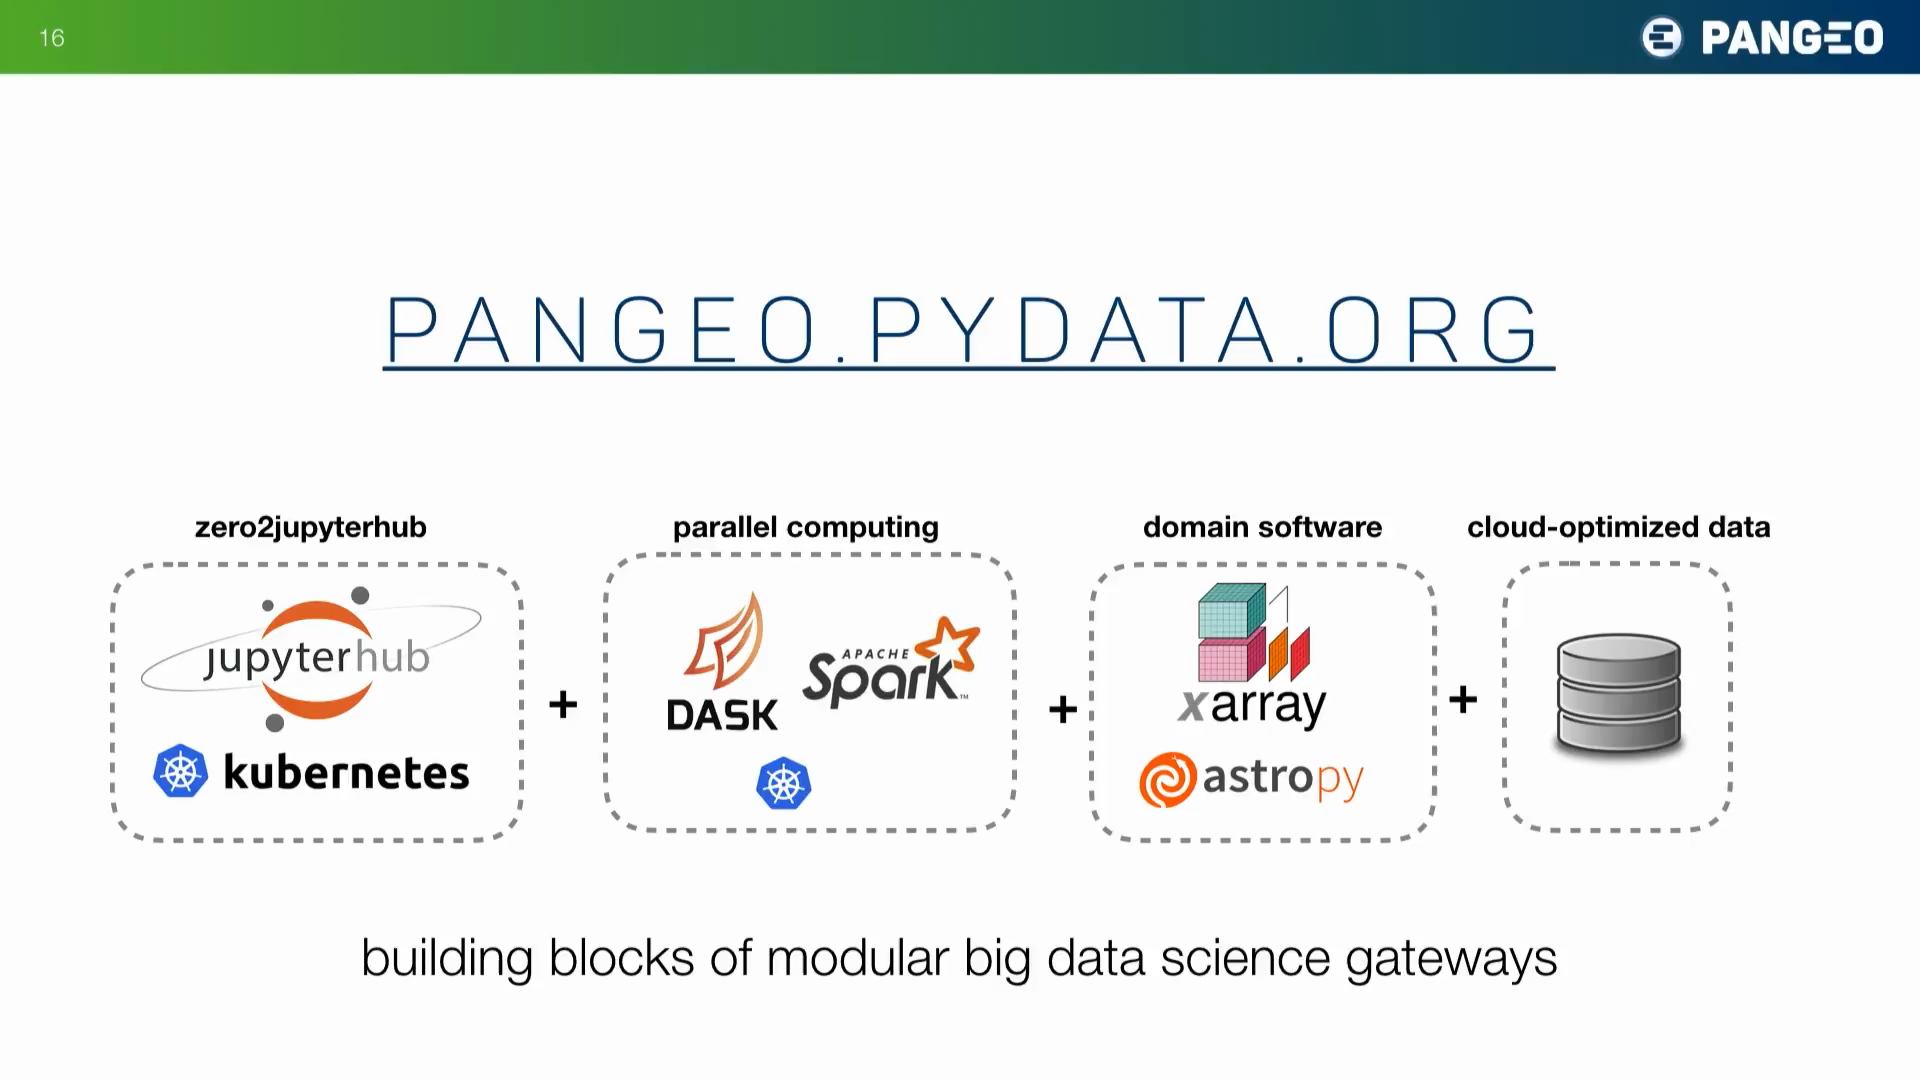 16
PANGEO
PANGEO.PYDATA.ORG
zero2jupyterhub
parallel computing
domain software
cloud-optimized data
jupyterhub
kubernetes
+
DASK
APACHE
Spark™
+
xarray
astropy
+
building blocks of modular big data science gateways